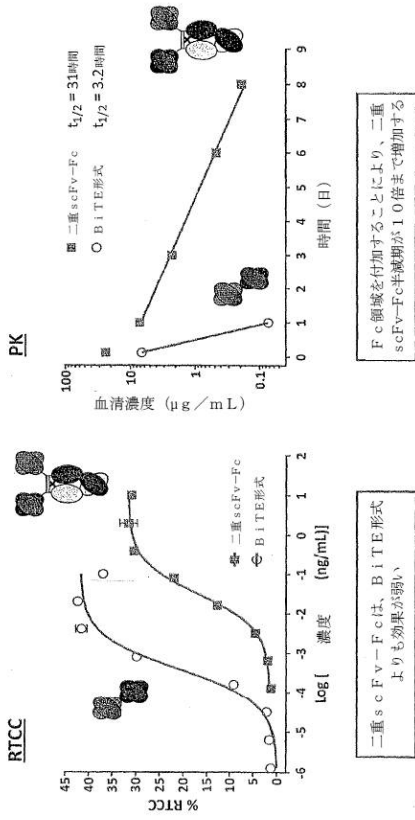 RTCC
% RTCC
45
40
35
30
25
20
15
10
5
0
-6 -5 -4 -3 -2 -1 0 1 2
Log [ 濃度 (ng/mL)]
二重scFv-Fc
BiTE形式
二重scFv-Fcは、BiTE形式
よりも効果が弱い
PK
血清濃度 (μg/mL)
100
10
1
0.1
0 1 2 3 4 5 6 7 8 9
時間 (日)
二重scFv-Fc t1/2 = 31時間
BiTE形式 t1/2 = 3.2時間
Fc領域を付加することにより、二重
scFv-Fc半減期が10倍まで増加する